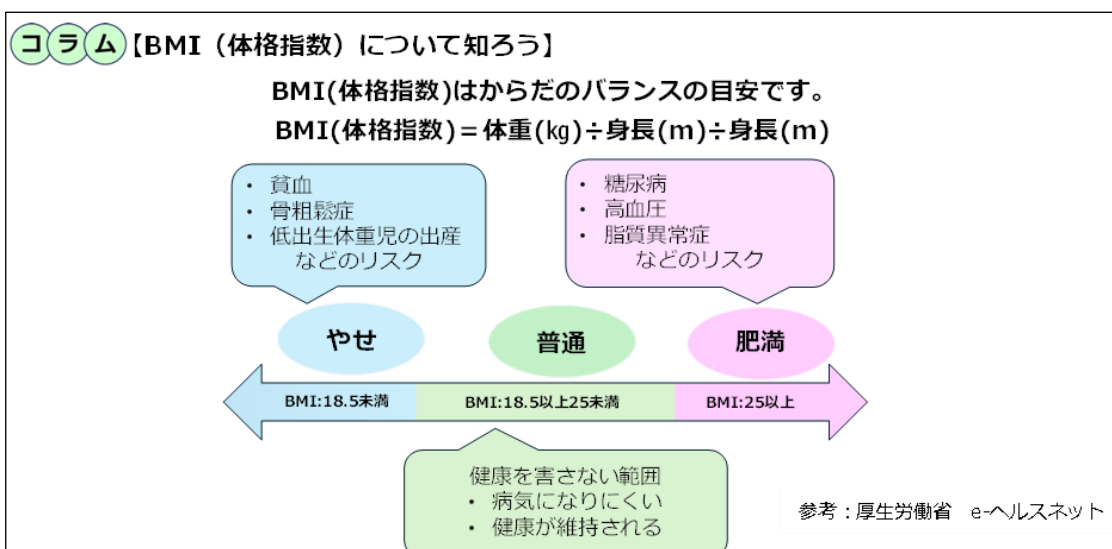 コラム【BMI（体格指数）について知ろう】
BMI(体格指数)はからだのバランスの目安です。
BMI(体格指数)＝体重(㎏)÷身長(m)÷身長(m)
・ 貧血
・ 骨粗鬆症
・ 低出生体重児の出産
などのリスク
・ 糖尿病
・ 高血圧
・ 脂質異常症
などのリスク
やせ
普通
肥満
BMI:18.5未満
BMI:18.5以上25未満
BMI:25以上
健康を害さない範囲
・ 病気になりにくい
・ 健康が維持される
参考：厚生労働省　e-ヘルスネット